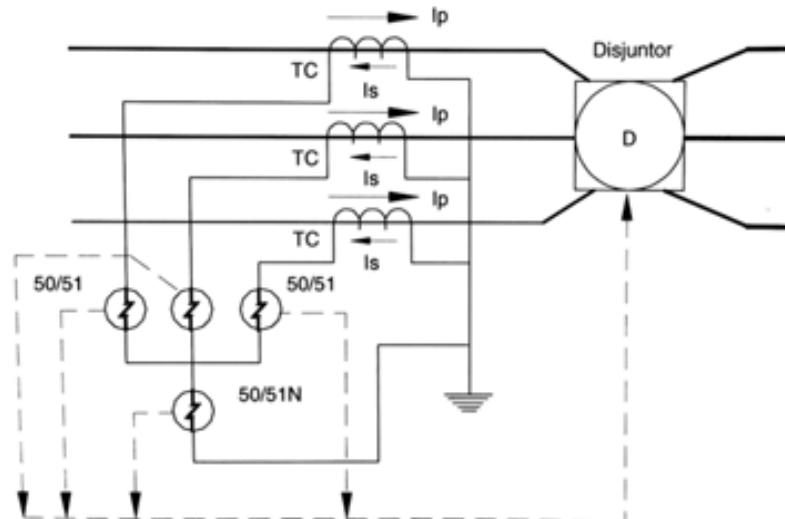 Ip
Disjuntor
TC
Is
Ip
D
TC
Is
Ip
TC
Is
50/51
50/51
50/51N